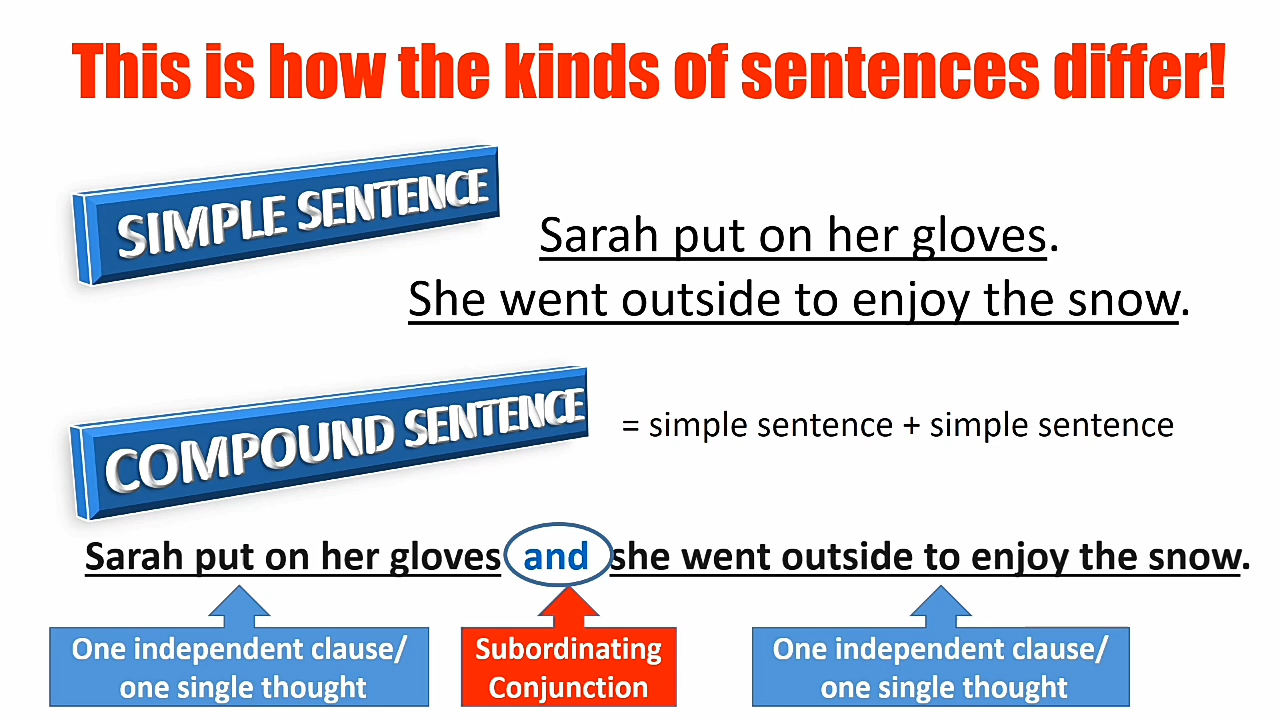 This is how the kinds of sentences differ!
SIMPLE SENTENCE
Sarah put on her gloves.
She went outside to enjoy the snow.
COMPOUND SENTENCE
= simple sentence + simple sentence
Sarah put on her gloves and she went outside to enjoy the snow.
One independent clause/
one single thought
Subordinating
Conjunction
One independent clause/
one single thought